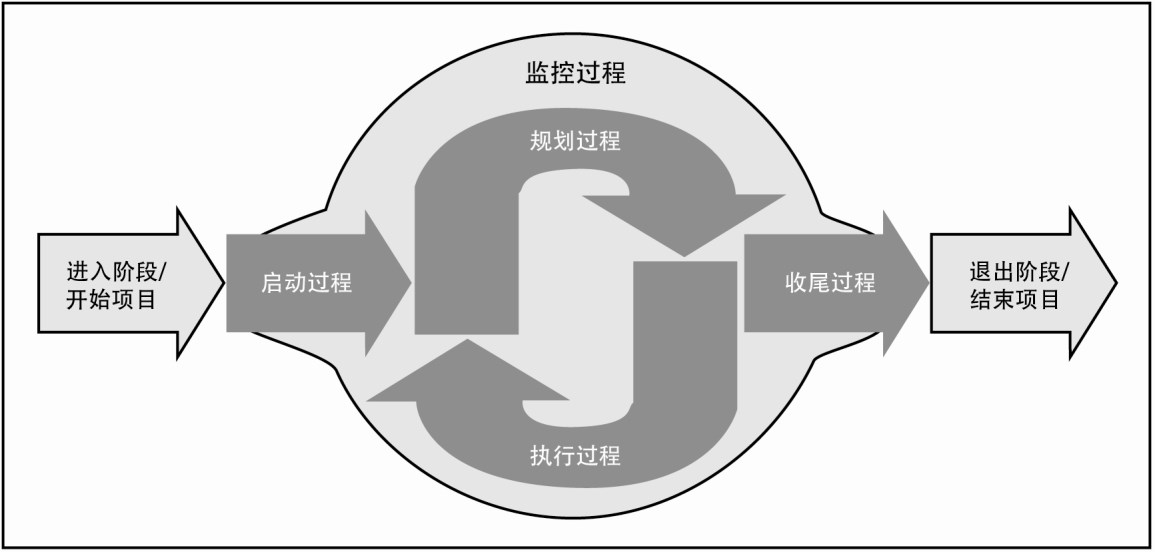 监控过程
规划过程
进入阶段/
开始项目
启动过程
收尾过程
退出阶段/
结束项目
执行过程